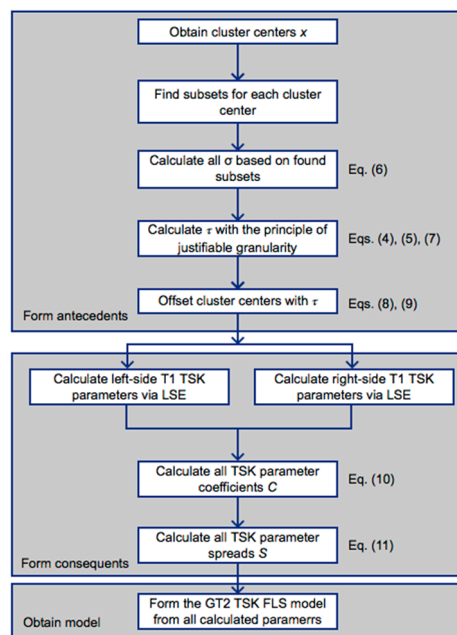 Obtain cluster centers x
Find subsets for each cluster
center
Calculate all σ based on found
subsets
Eq. (6)
Calculate τ with the principle of
justifiable granularity
Eqs. (4), (5), (7)
Offset cluster centers with τ
Eqs. (8), (9)
Form antecedents
Calculate left-side T1 TSK
parameters via LSE
Calculate right-side T1 TSK
parameters via LSE
Calculate all TSK parameter
coefficients C
Eq. (10)
Calculate all TSK parameter
spreads S
Eq. (11)
Form consequents
Form the GT2 TSK FLS model
from all calculated paramerrs
Obtain model